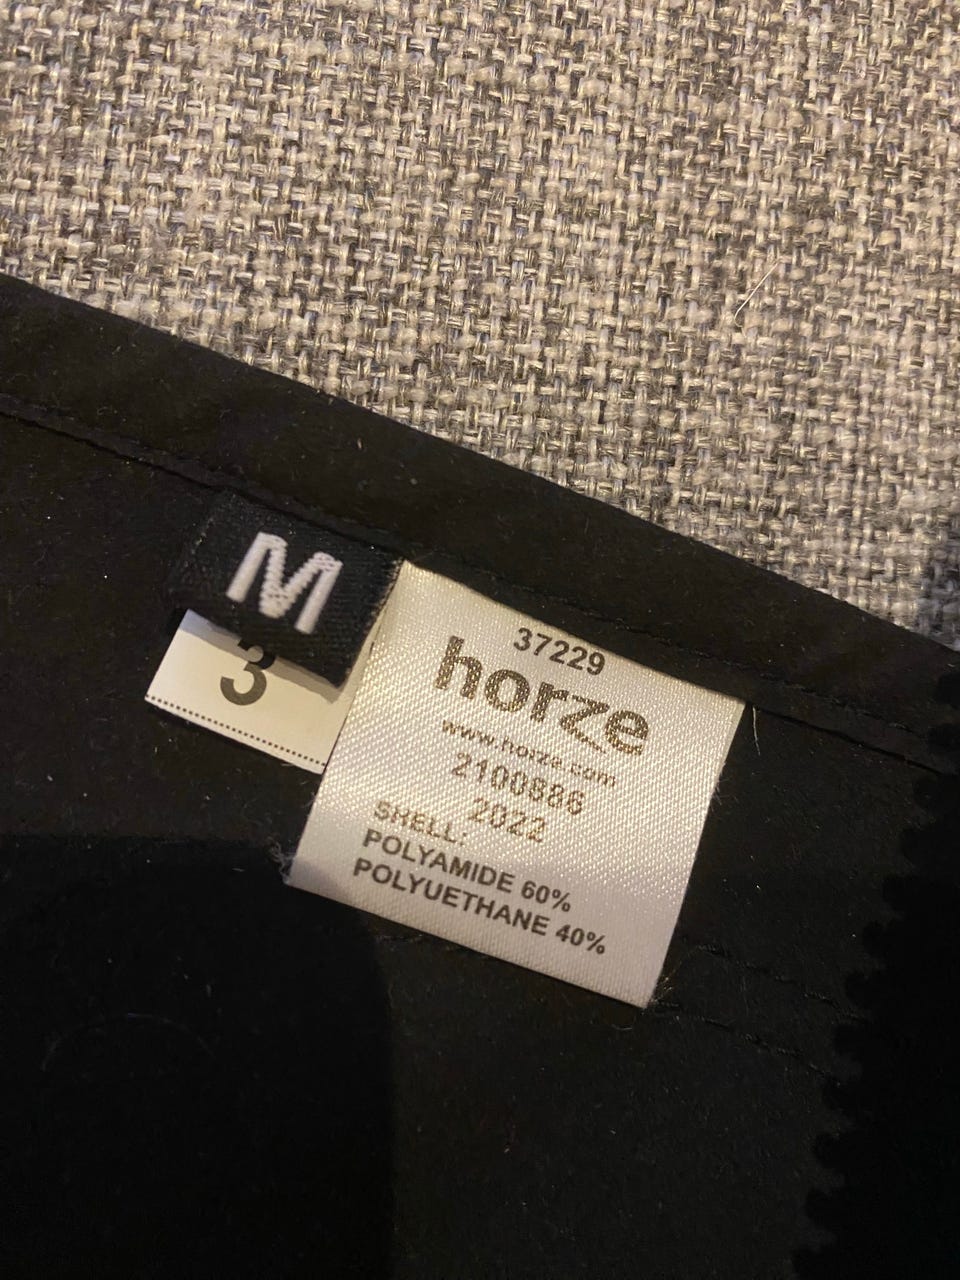 M
3
37229
horze
www.horze.com
2100886
2022
SHELL:
POLYAMIDE 60%
POLYUETHANE 40%